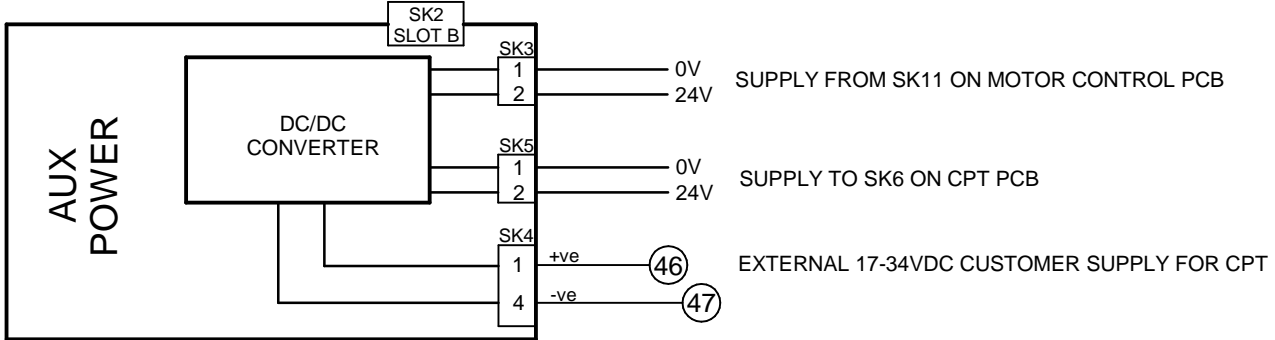 SK2
SLOT B
AUX
POWER
DC/DC
CONVERTER
SK3
1
2
0V
24V
SUPPLY FROM SK11 ON MOTOR CONTROL PCB
SK5
1
2
0V
24V
SUPPLY TO SK6 ON CPT PCB
SK4
1
4
+ve
-ve
46
47
EXTERNAL 17-34VDC CUSTOMER SUPPLY FOR CPT